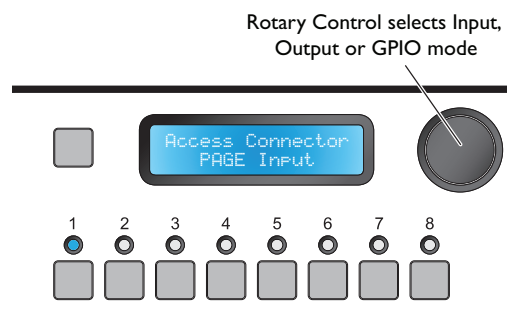 Rotary Control selects Input,
Output or GPIO mode
Access Connector
PAGE Input
1 2 3 4 5 6 7 8